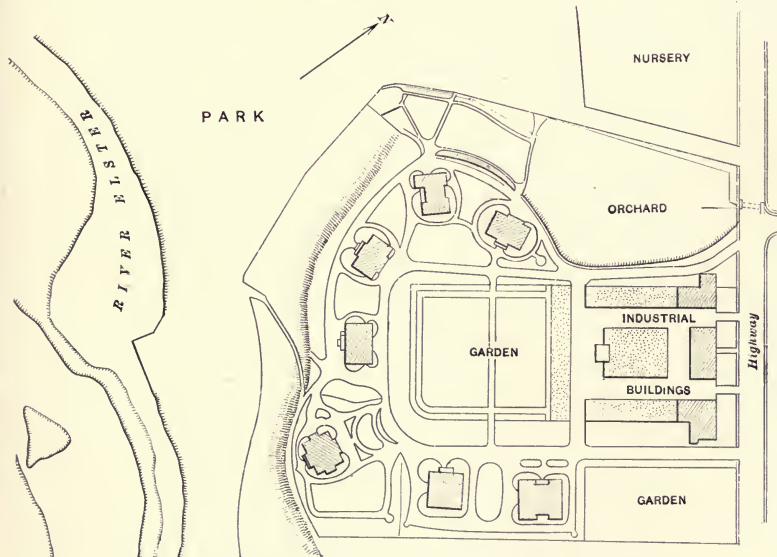 N
NURSERY
PARK
RIVER ELSTER
ORCHARD
INDUSTRIAL
Highway
GARDEN
BUILDINGS
GARDEN